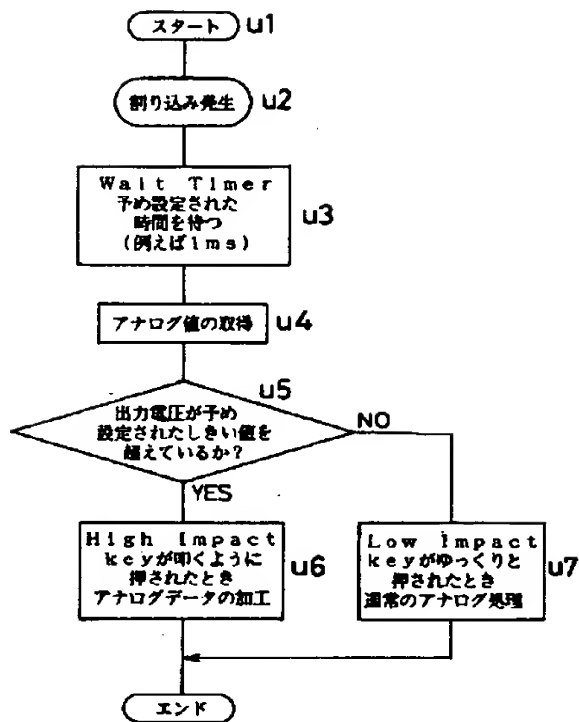 スタート u1
割り込み発生 u2
Wait Timer
予め設定された
時間を待つ
(例えば1ms)
u3
アナログ値の取得 u4
u5
出力電圧が予め
設定されたしきい値を
超えているか?
NO
YES
High Impact
keyが叩くように
押されたとき
アナログデータの加工
u6
Low Impact
keyがゆっくりと
押されたとき
通常のアナログ処理
u7
エンド